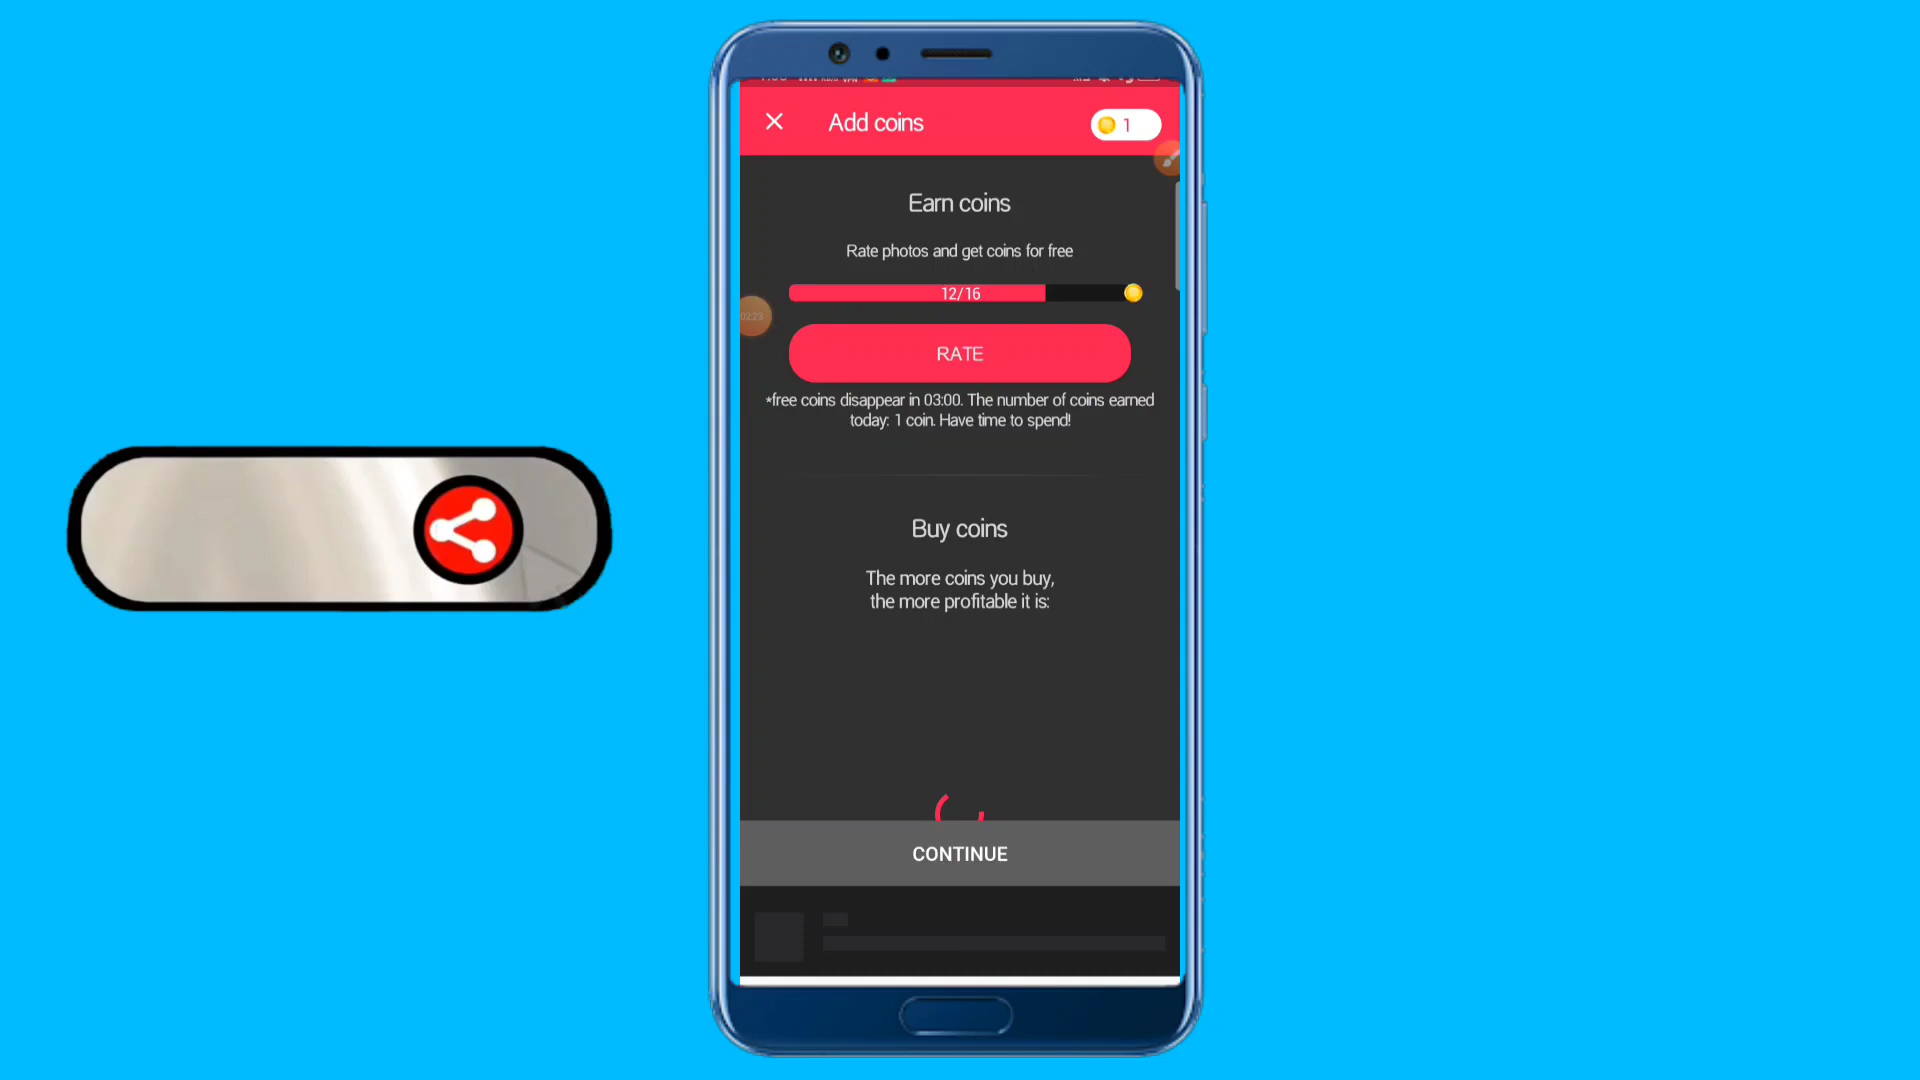 Add coins
1
Earn coins
Rate photos and get coins for free
12/16
02:23
RATE
*free coins disappear in 03:00. The number of coins earned
today: 1 coin. Have time to spend!
Buy coins
The more coins you buy,
the more profitable it is:
CONTINUE